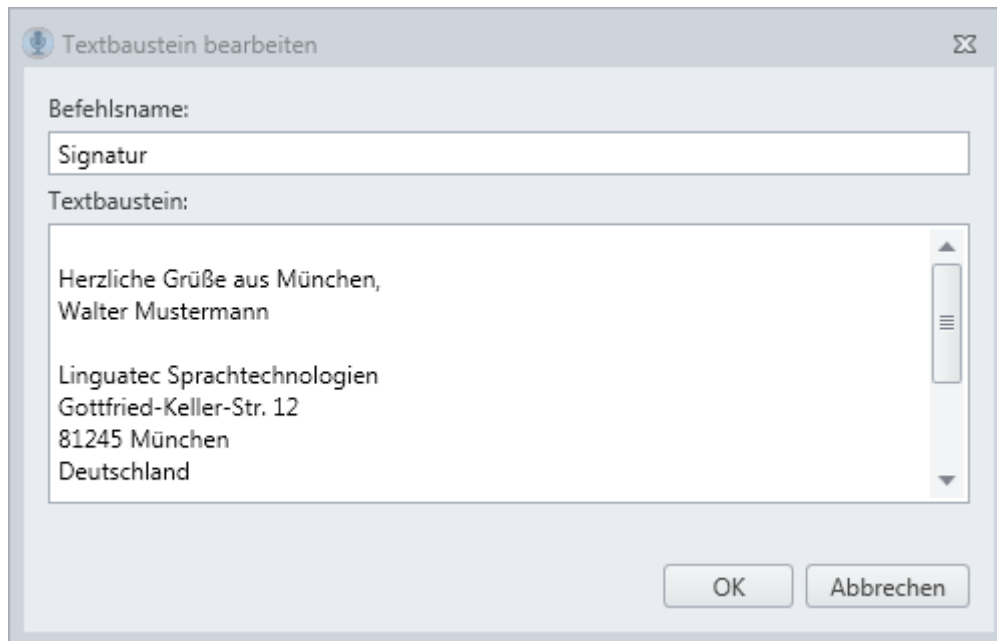 Textbaustein bearbeiten
Befehlsname:
Signatur
Textbaustein:
Herzliche Grüße aus München,
Walter Mustermann
Linguatec Sprachtechnologien
Gottfried-Keller-Str. 12
81245 München
Deutschland
OK Abbrechen